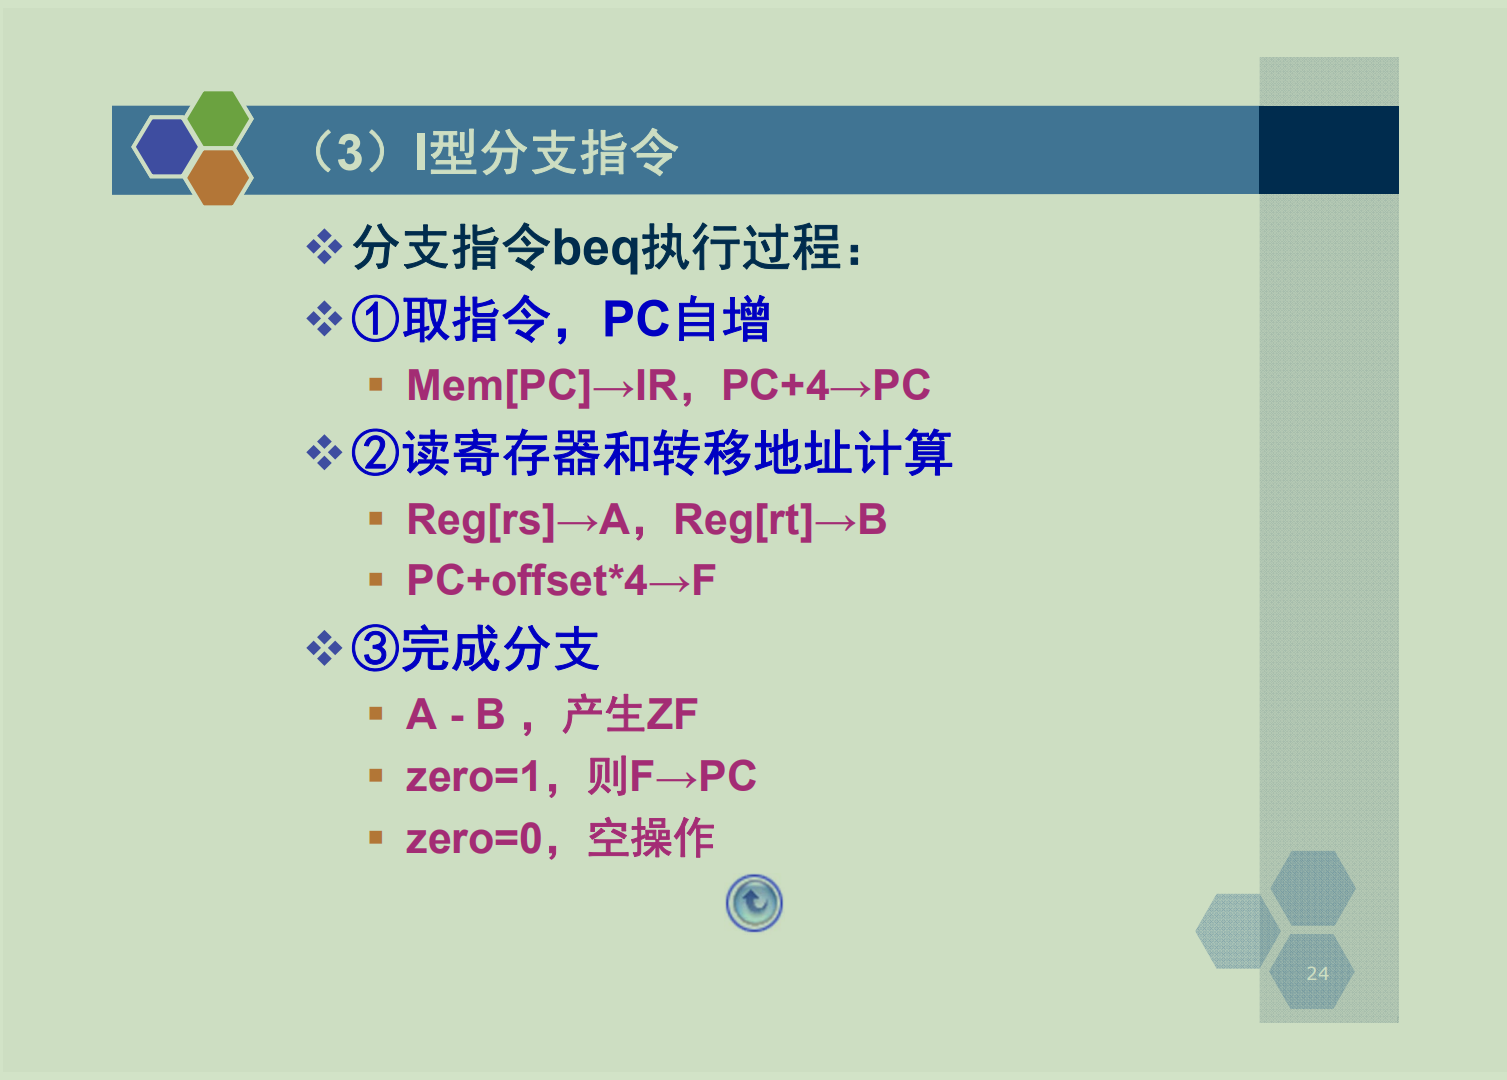 （3）I型分支指令
分支指令beq执行过程：
①取指令，PC自增
Mem[PC]→IR，PC+4→PC
②读寄存器和转移地址计算
Reg[rs]→A，Reg[rt]→B
PC+offset*4→F
③完成分支
A - B ，产生ZF
zero=1，则F→PC
zero=0，空操作
24